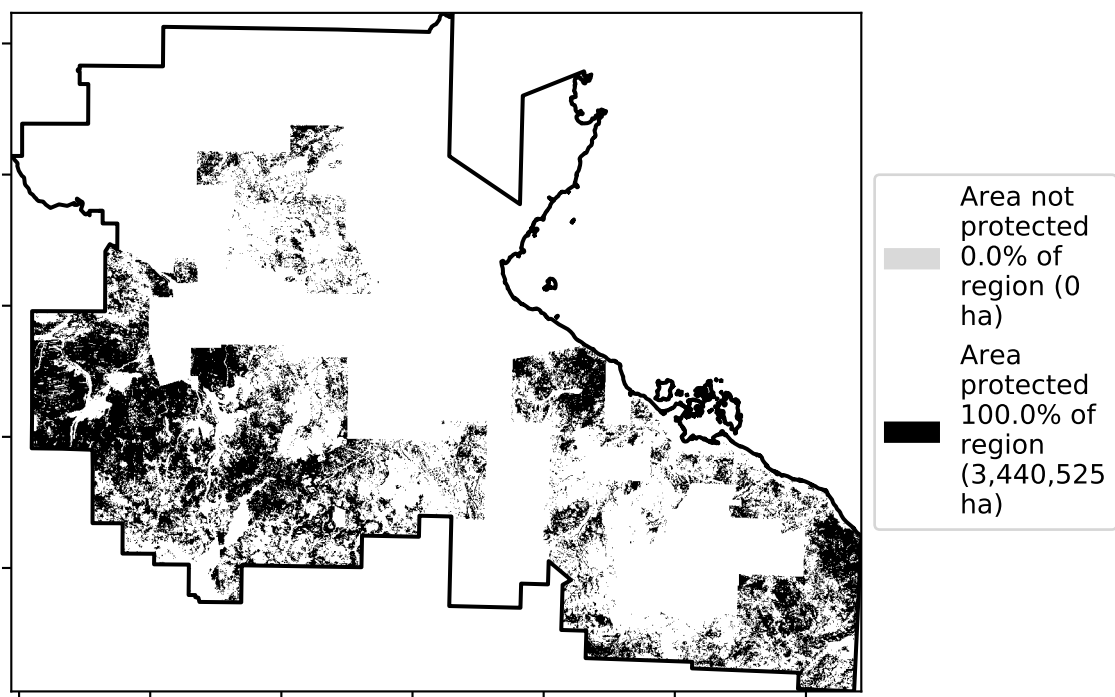 Area not
protected
0.0% of
region (0
ha)
Area
protected
100.0% of
region
(3,440,525
ha)